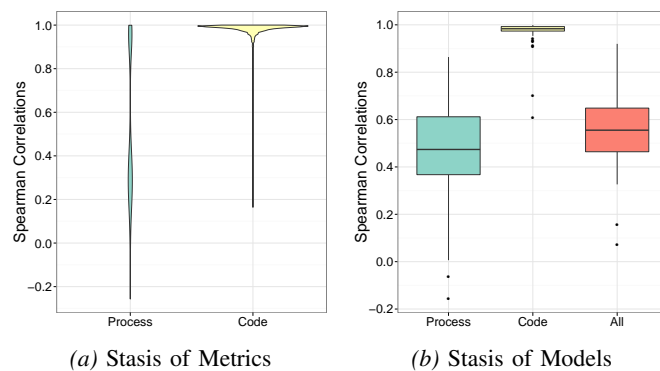 Spearman Correlations
1.0
0.8
0.6
0.4
0.2
0.0
−0.2
Process Code
(a) Stasis of Metrics
Spearman Correlations
1.0
0.8
0.6
0.4
0.2
0.0
−0.2
Process Code All
(b) Stasis of Models